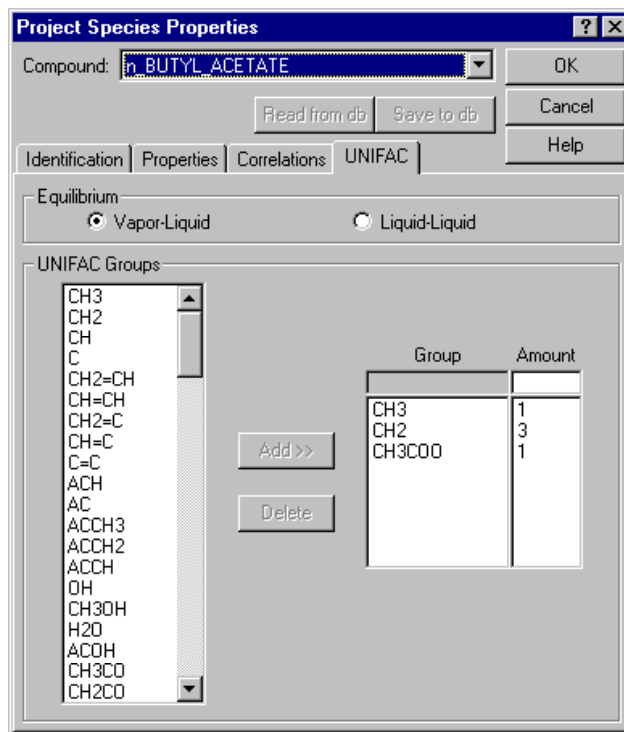 Project Species Properties
Compound: n_BUTYL_ACETATE
OK
Read from db Save to db
Cancel
Help
Identification Properties Correlations UNIFAC
Equilibrium
Vapor-Liquid Liquid-Liquid
UNIFAC Groups
CH3
CH2
CH
C
CH2=CH
CH=CH
CH2=C
CH=C
C=C
ACH
AC
ACCH3
ACCH2
ACCH
OH
CH3OH
H2O
ACOH
CH3CO
CH2CO
Add >>
Delete
Group Amount
CH3 1
CH2 3
CH3COO 1